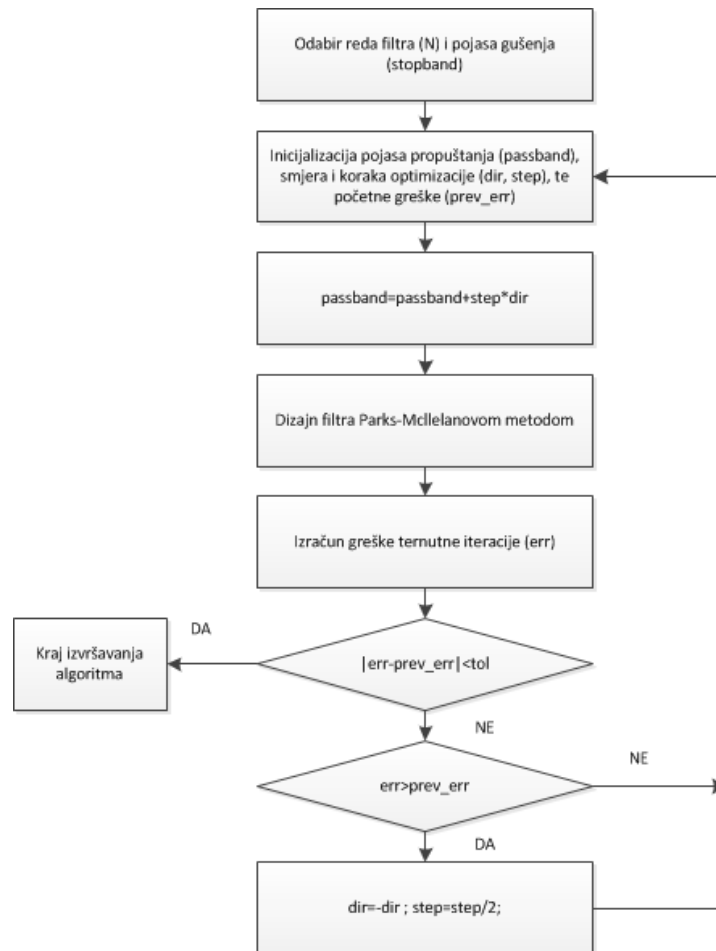 Odabir reda filtra (N) i pojasa gušenja
(stopband)
Inicijalizacija pojasa propuštanja (passband),
smjera i koraka optimizacije (dir, step), te
početne greške (prev_err)
passband=passband+step*dir
Dizajn filtra Parks-Mcllelanovom metodom
Izračun greške ternutne iteracije (err)
DA
Kraj izvršavanja
algoritma
|err-prev_err|<tol
NE
err>prev_err
NE
DA
dir=-dir ; step=step/2;